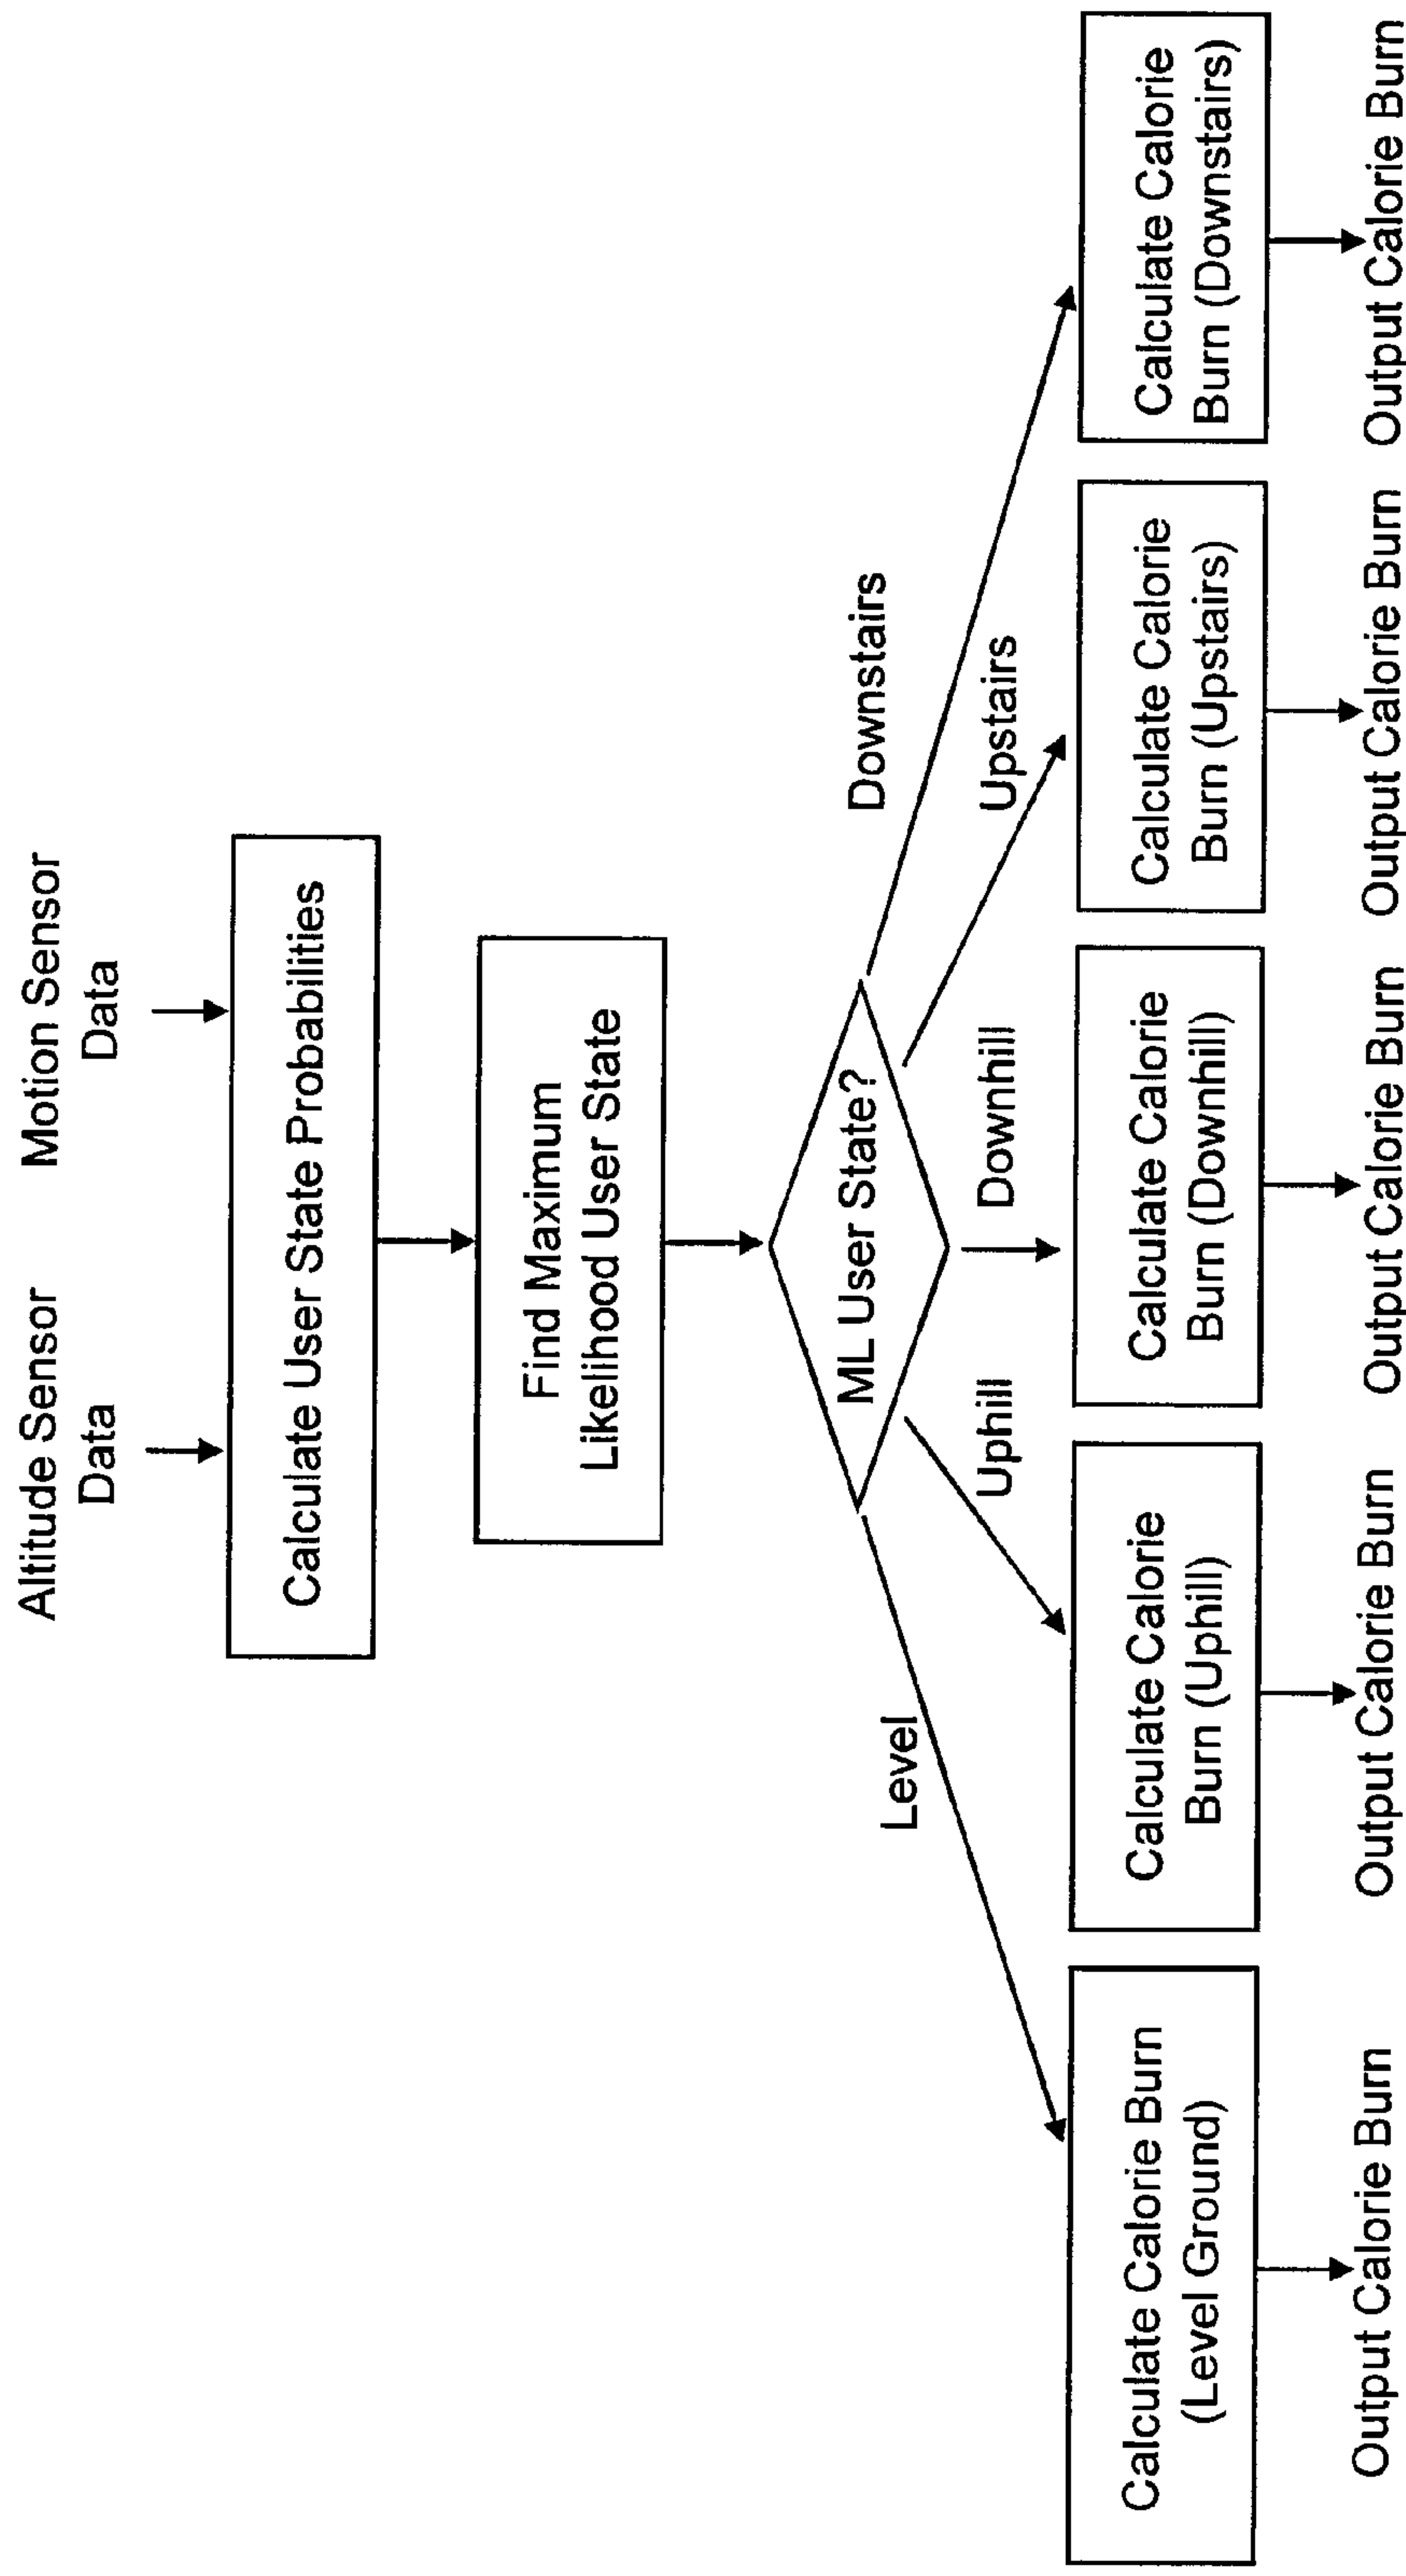 Altitude Sensor
Data
Motion Sensor
Data
Calculate User State Probabilities
Find Maximum
Likelihood User State
ML User State?
Level
Uphill
Downhill
Upstairs
Downstairs
Calculate Calorie Burn
(Level Ground)
Calculate Calorie
Burn (Uphill)
Calculate Calorie
Burn (Downhill)
Calculate Calorie
Burn (Upstairs)
Calculate Calorie
Burn (Downstairs)
Output Calorie Burn
Output Calorie Burn
Output Calorie Burn
Output Calorie Burn
Output Calorie Burn